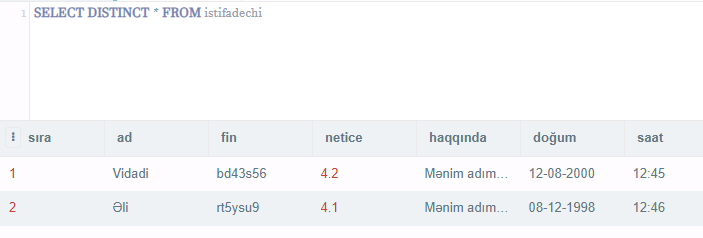 1 SELECT DISTINCT * FROM istifadechi
sıra ad fin netice haqqında doğum saat
1 Vidadi bd43s56 4.2 Mənim adım... 12-08-2000 12:45
2 Əli rt5ysu9 4.1 Mənim adım... 08-12-1998 12:46